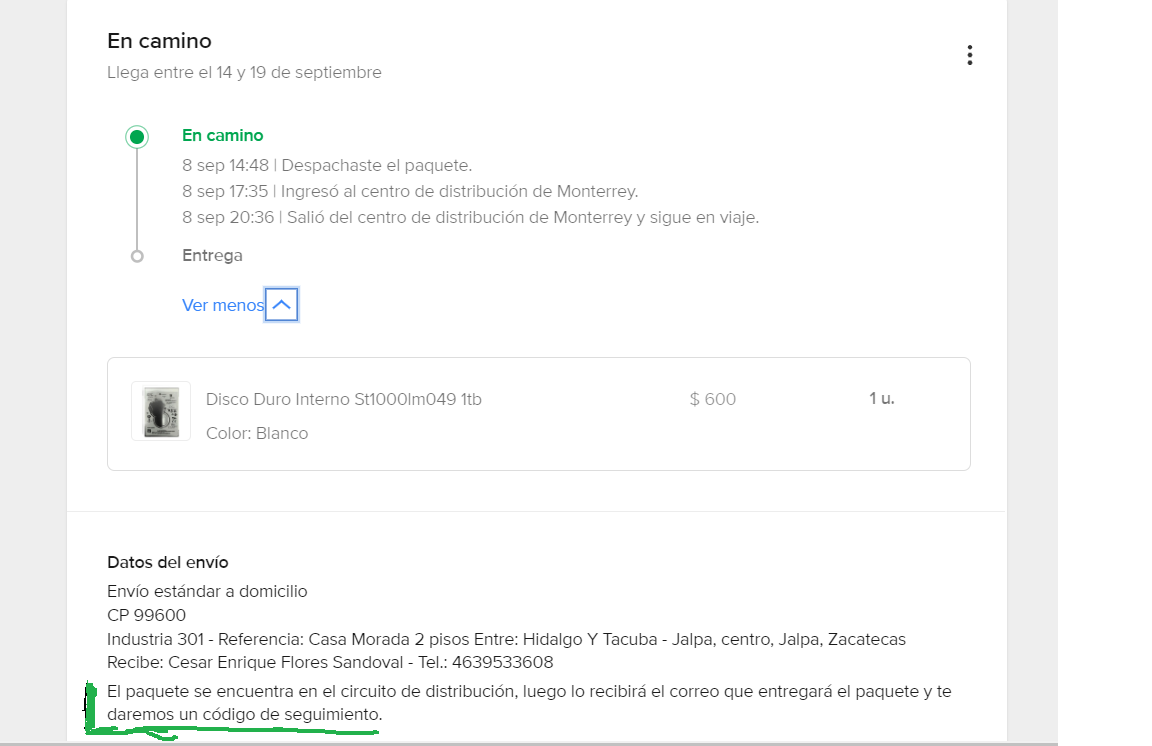 En camino
Llega entre el 14 y 19 de septiembre
En camino
8 sep 14:48 | Despachaste el paquete.
8 sep 17:35 | Ingresó al centro de distribución de Monterrey.
8 sep 20:36 | Salió del centro de distribución de Monterrey y sigue en viaje.
Entrega
Ver menos
Disco Duro Interno St1000lm049 1tb
$ 600
1 u.
Color: Blanco
Datos del envío
Envío estándar a domicilio
CP 99600
Industria 301 - Referencia: Casa Morada 2 pisos Entre: Hidalgo Y Tacuba - Jalpa, centro, Jalpa, Zacatecas
Recibe: Cesar Enrique Flores Sandoval - Tel.: 4639533608
El paquete se encuentra en el circuito de distribución, luego lo recibirá el correo que entregará el paquete y te
daremos un código de seguimiento.